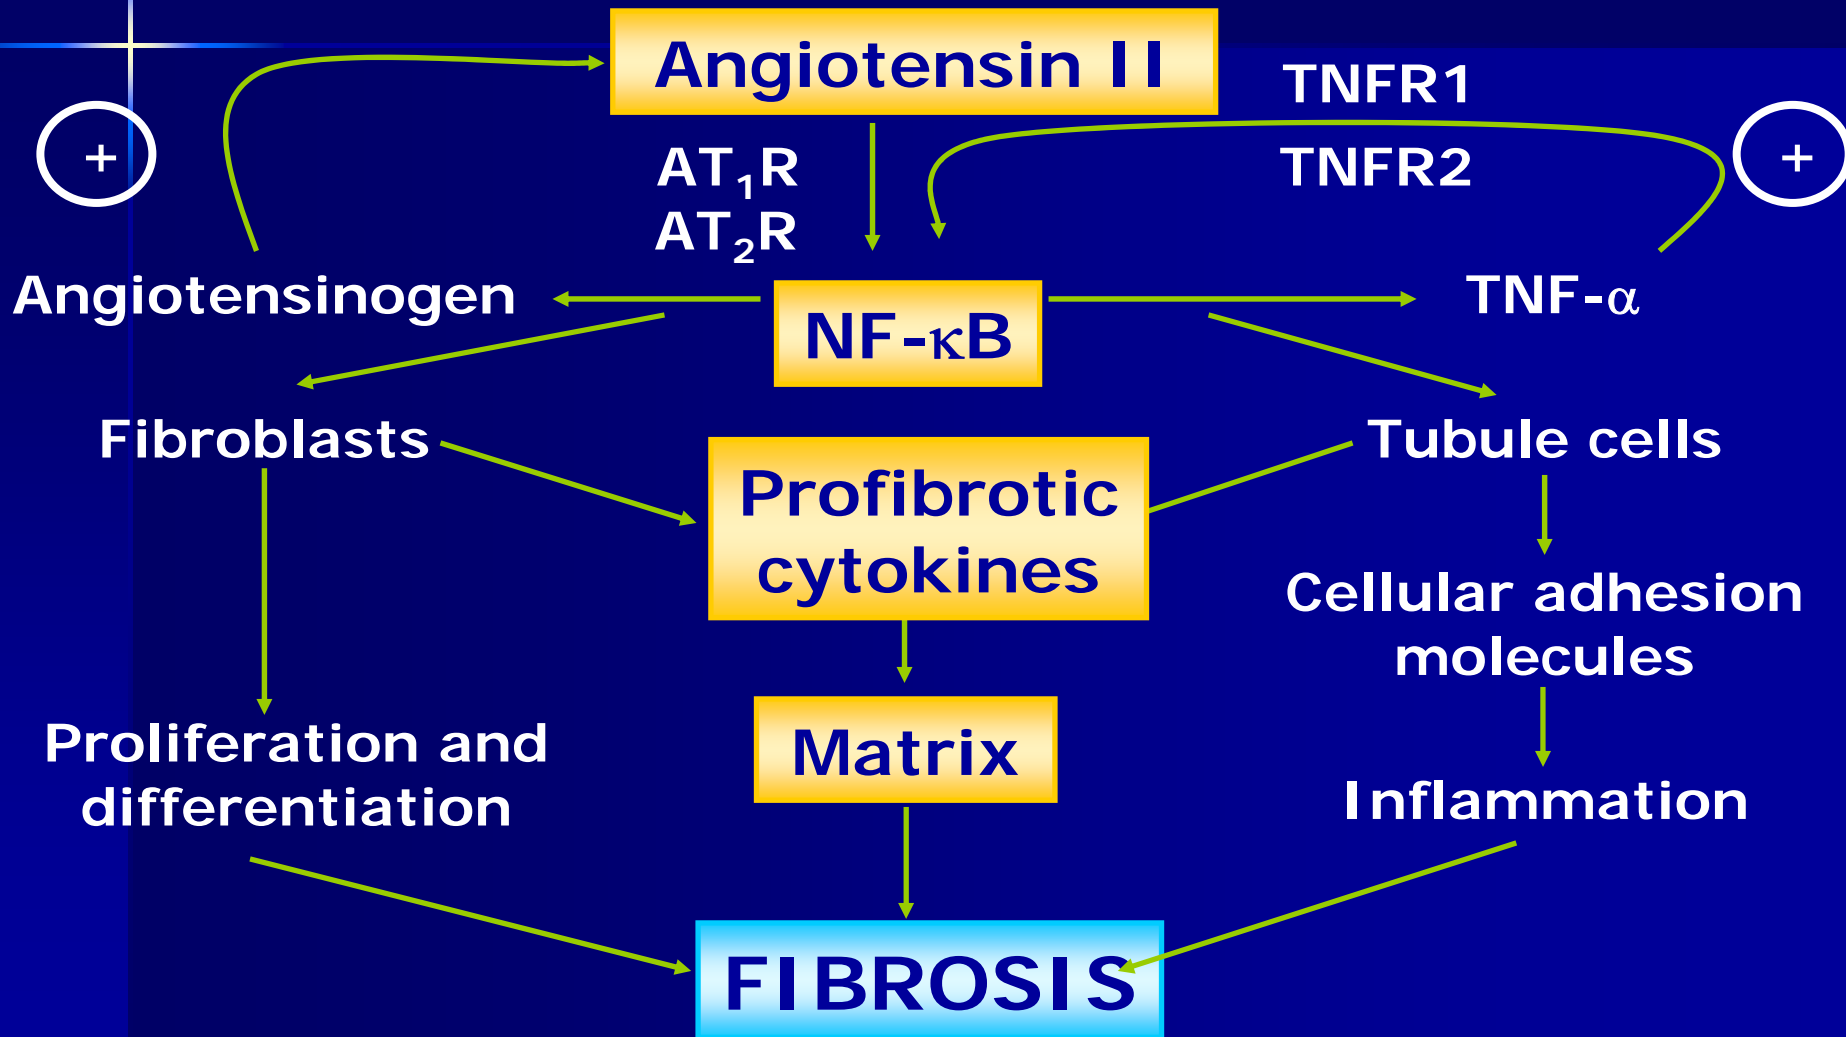 Angiotensin II
TNFR1
+
AT₁R
TNFR2
+
AT₂R
Angiotensinogen
NF-κB
TNF-α
Fibroblasts
Profibrotic
cytokines
Tubule cells
Cellular adhesion
molecules
Proliferation and
differentiation
Matrix
Inflammation
FIBROSIS